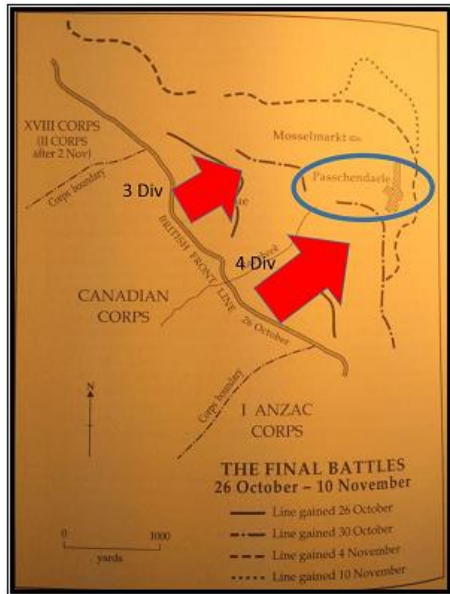 XVIII CORPS
(II CORPS
after 2 Nov)
Corps boundary
Mosselmarkt
Passchendaele
3 Div
4 Div
BRITISH FRONT LINE
26 October
CANADIAN
CORPS
Corps boundary
N
I ANZAC
CORPS
THE FINAL BATTLES
26 October – 10 November
Line gained 26 October
Line gained 30 October
Line gained 4 November
Line gained 10 November
0 1000
yards